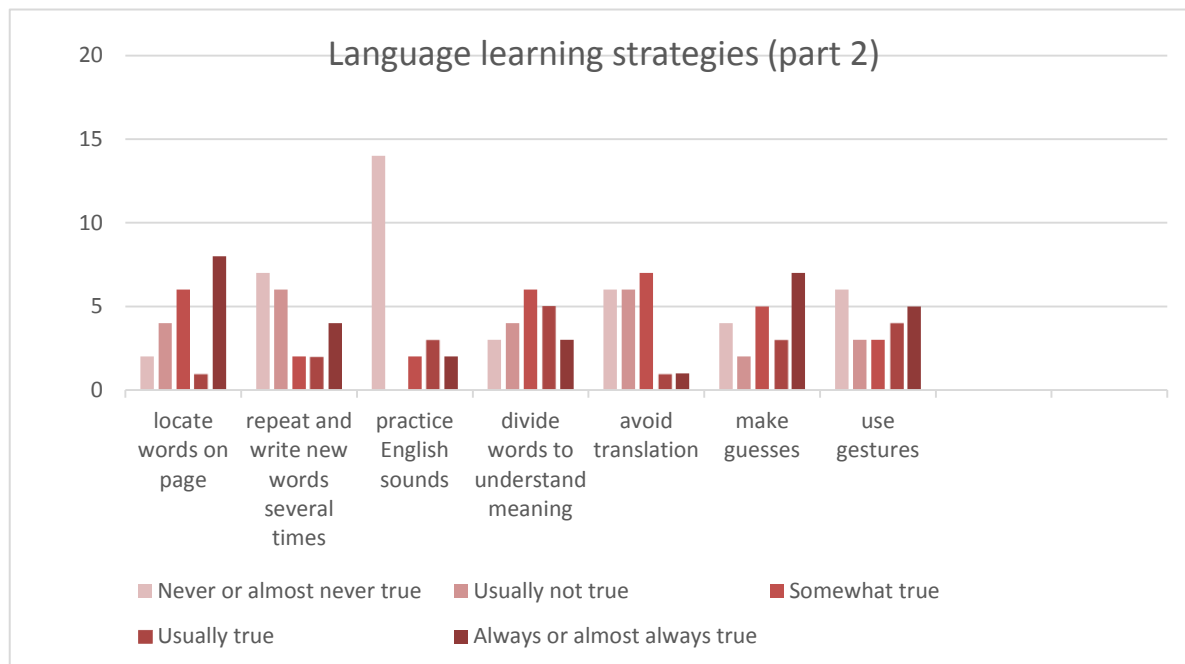 Language learning strategies (part 2)
20
15
10
5
0
locate
words on
page
repeat and
write new
words
several
times
practice
English
sounds
divide
words to
understand
meaning
avoid
translation
make
guesses
use
gestures
Never or almost never true
Usually not true
Somewhat true
Usually true
Always or almost always true